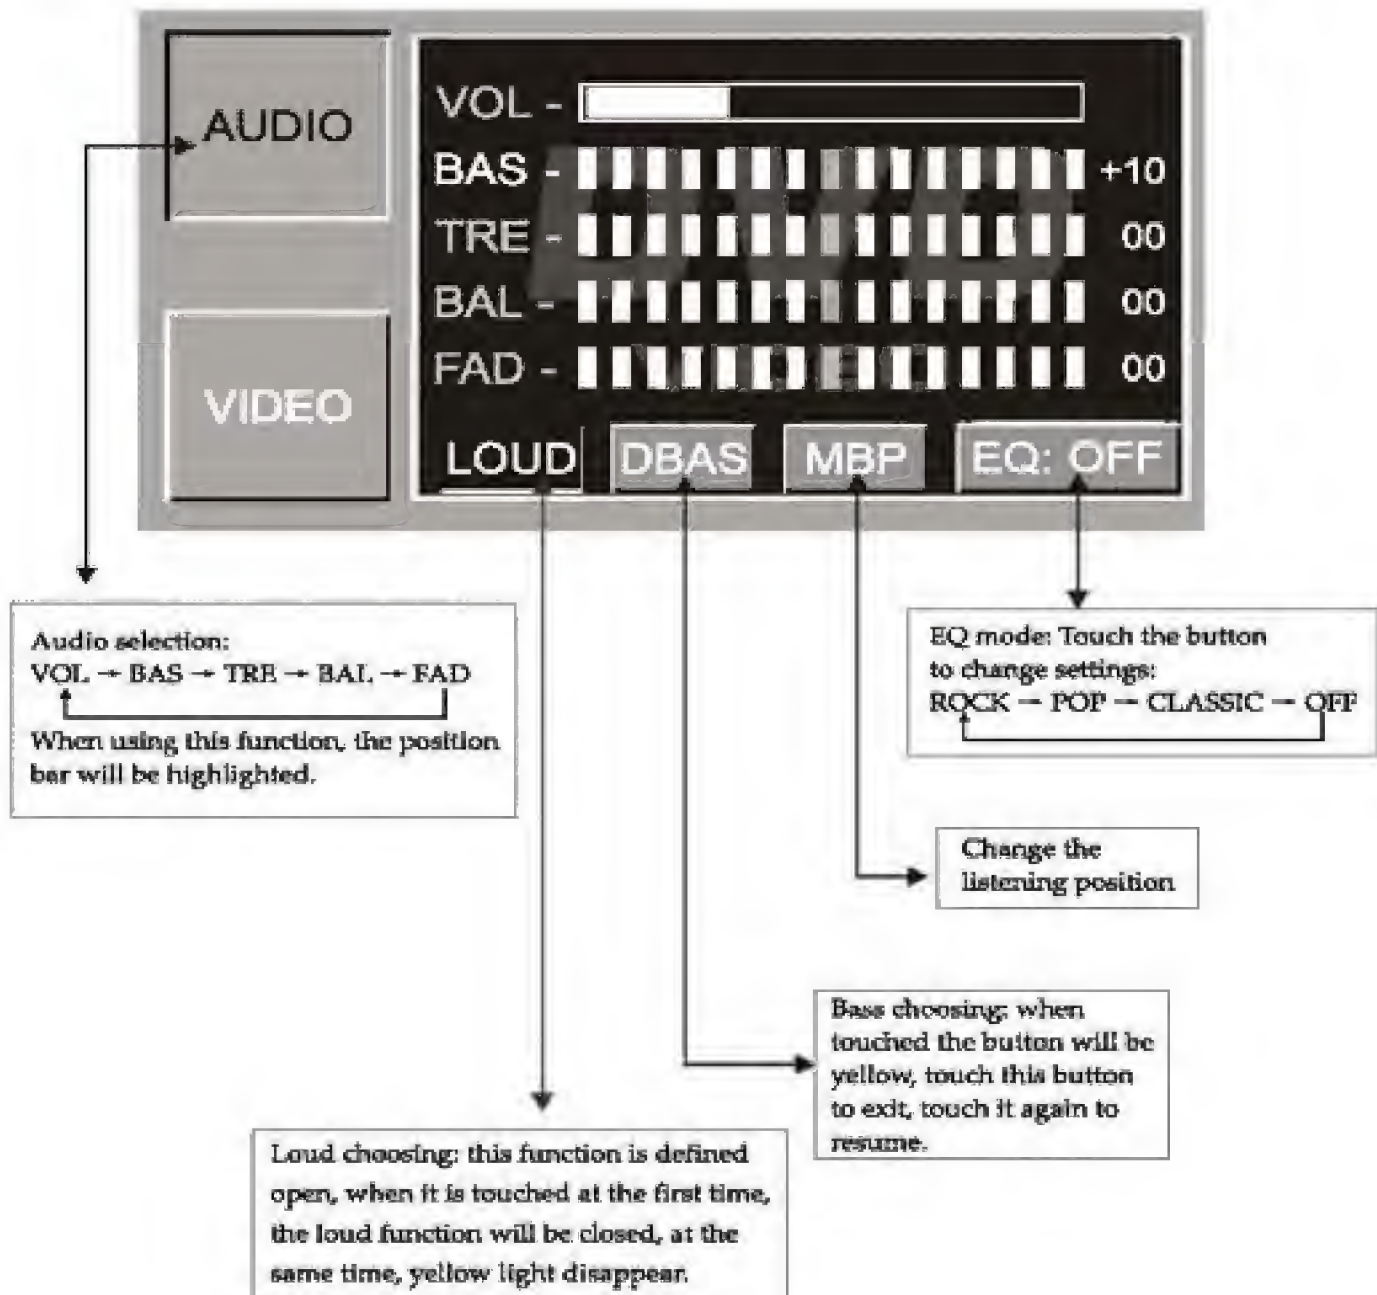 AUDIO
VIDEO
VOL -
BAS - +10
TRE - 00
BAL - 00
FAD - 00
LOUD DBAS MBP EQ: OFF
Audio selection:
VOL → BAS → TRE → BAL → FAD
When using this function, the position
bar will be highlighted.
EQ mode: Touch the button
to change settings:
ROCK → POP → CLASSIC → OFF
Change the
listening position
Bass choosing: when
touched the button will be
yellow, touch this button
to exit, touch it again to
resume.
Loud choosing: this function is defined
open, when it is touched at the first time,
the loud function will be closed, at the
same time, yellow light disappear.